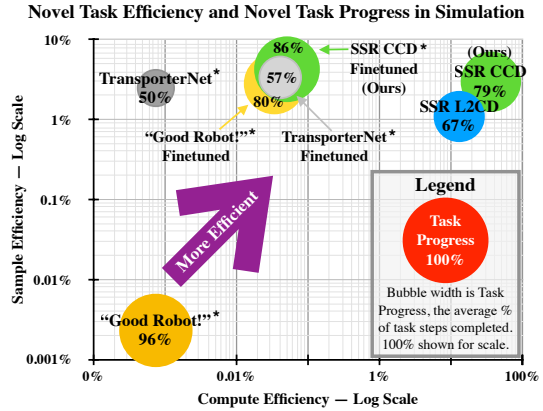 Novel Task Efficiency and Novel Task Progress in Simulation
Sample Efficiency — Log Scale
10%
1%
0.1%
0.01%
0.001%
TransporterNet*
50%
86%
57%
80%
SSR CCD*
Finetuned
(Ours)
(Ours)
SSR CCD
79%
SSR L2CD
67%
“Good Robot!”*
Finetuned
TransporterNet*
Finetuned
More Efficient
“Good Robot!”*
96%
Legend
Task
Progress
100%
Bubble width is Task
Progress, the average %
of task steps completed.
100% shown for scale.
0%
0.01%
1%
100%
Compute Efficiency — Log Scale